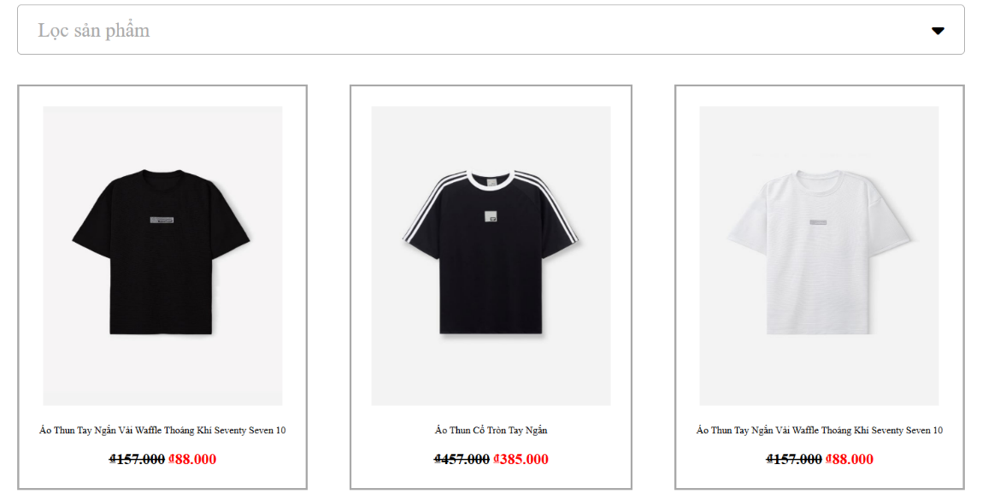 Lọc sản phẩm
Áo Thun Tay Ngắn Vải Waffle Thoáng Khí Seventy Seven 10
₫157.000 ₫88.000
Áo Thun Cổ Tròn Tay Ngắn
₫457.000 ₫385.000
Áo Thun Tay Ngắn Vải Waffle Thoáng Khí Seventy Seven 10
₫157.000 ₫88.000